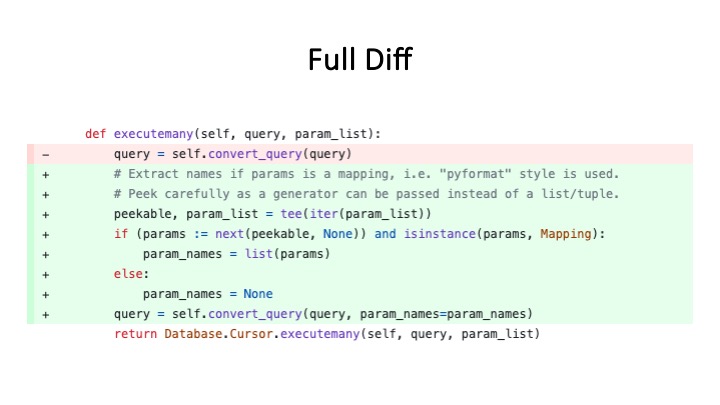 Full Diff
def executemany(self, query, param_list):
- query = self.convert_query(query)
+ # Extract names if params is a mapping, i.e. "pyformat" style is used.
+ # Peek carefully as a generator can be passed instead of a list/tuple.
+ peekable, param_list = tee(iter(param_list))
+ if (params := next(peekable, None)) and isinstance(params, Mapping):
+ param_names = list(params)
+ else:
+ param_names = None
+ query = self.convert_query(query, param_names=param_names)
return Database.Cursor.executemany(self, query, param_list)